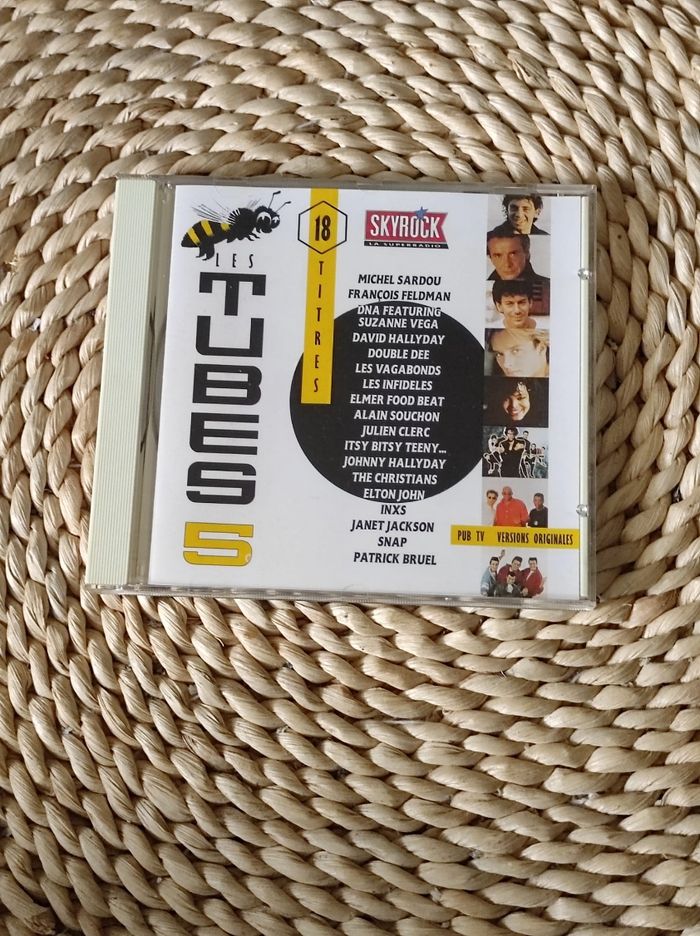 LES
TUBES
5
18
TITRES
SKYROCK
LA SUPERRADIO
MICHEL SARDOU
FRANÇOIS FELDMAN
DNA FEATURING
SUZANNE VEGA
DAVID HALLYDAY
DOUBLE DEE
LES VAGABONDS
LES INFIDELES
ELMER FOOD BEAT
ALAIN SOUCHON
JULIEN CLERC
ITSY BITSY TEENY...
JOHNNY HALLYDAY
THE CHRISTIANS
ELTON JOHN
INXS
JANET JACKSON
SNAP
PATRICK BRUEL
PUB TV VERSIONS ORIGINALES